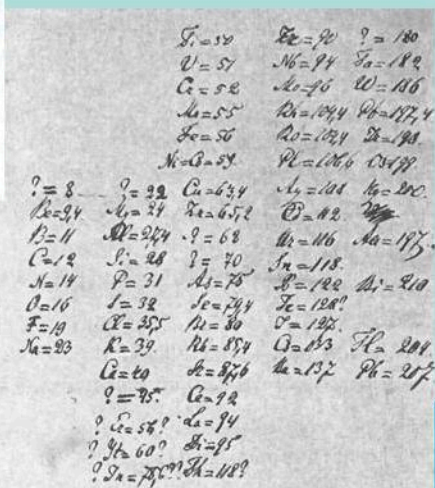 Ti=50 Zr=90 ?=180
V=51 Nb=94 Ta=182
Cr=52 Mo=96 W=186
Mn=55 Rh=104,4 Pt=197,4
Fe=56 Ru=104,4 Ir=198
Ni=Co=59 Pl=106,6 Os=199
?=8 ?=22 Cu=63,4 Ag=108 Hg=200
Be=9,4 Mg=24 Zn=65,2 Cd=112
B=11 Al=27,4 ?=68 Ur=116 Au=197?
C=12 Si=28 ?=70 Sn=118
N=14 P=31 As=75 Sb=122 Bi=210
O=16 S=32 Se=79,4 Te=128?
F=19 Cl=35,5 Br=80 J=127
Na=23 K=39 Rb=85,4 Cs=133 Tl=204
Ca=40 Sr=87,6 Ba=137 Pb=207
?=45 Ce=92
?Er=56? La=94
?Yt=60? Di=95
?In=75,6?? Th=118?